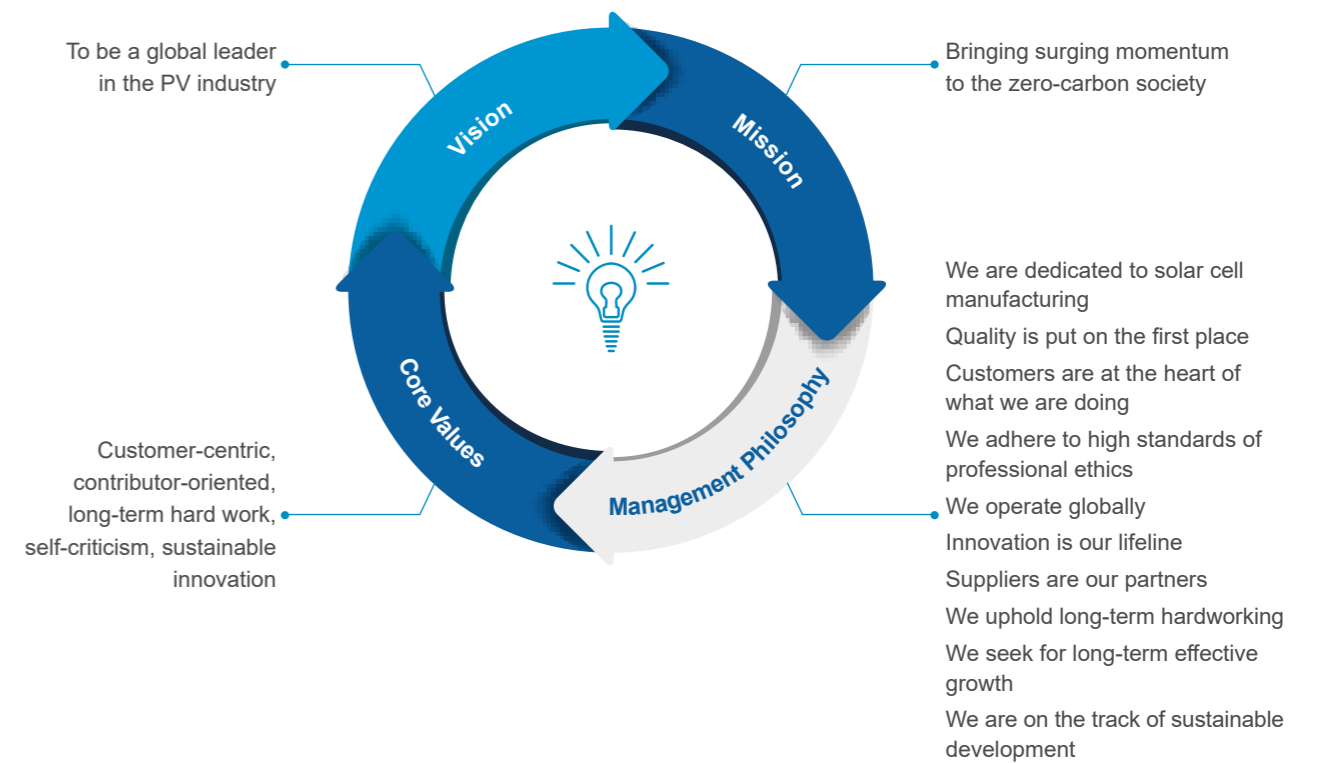 To be a global leader
in the PV industry
Vision
Bringing surging momentum
to the zero-carbon society
Mission
We are dedicated to solar cell
manufacturing
Quality is put on the first place
Customers are at the heart of
what we are doing
We adhere to high standards of
professional ethics
We operate globally
Innovation is our lifeline
Suppliers are our partners
We uphold long-term hardworking
We seek for long-term effective
growth
We are on the track of sustainable
development
Management Philosophy
Core Values
Customer-centric,
contributor-oriented,
long-term hard work,
self-criticism, sustainable
innovation